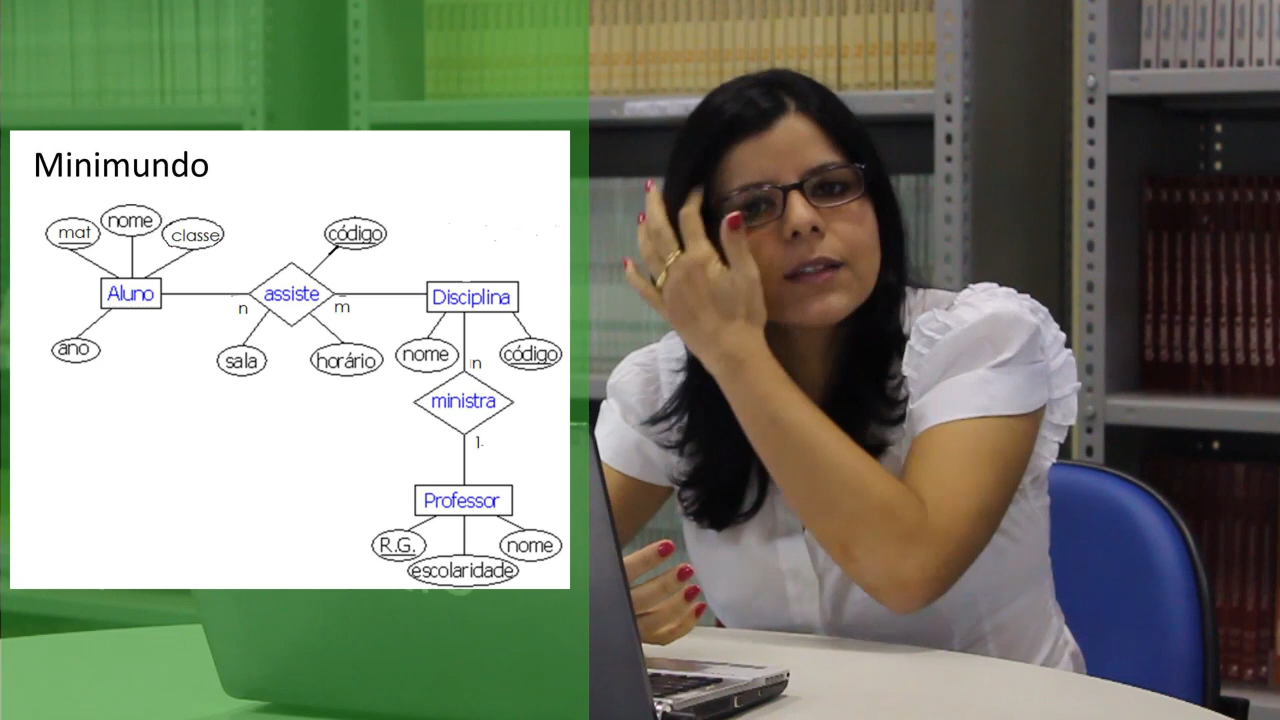 Minimundo
mat
nome
classe
código
Aluno
n
assiste
m
Disciplina
ano
sala
horário
nome
código
n
ministra
1
Professor
R.G.
escolaridade
nome